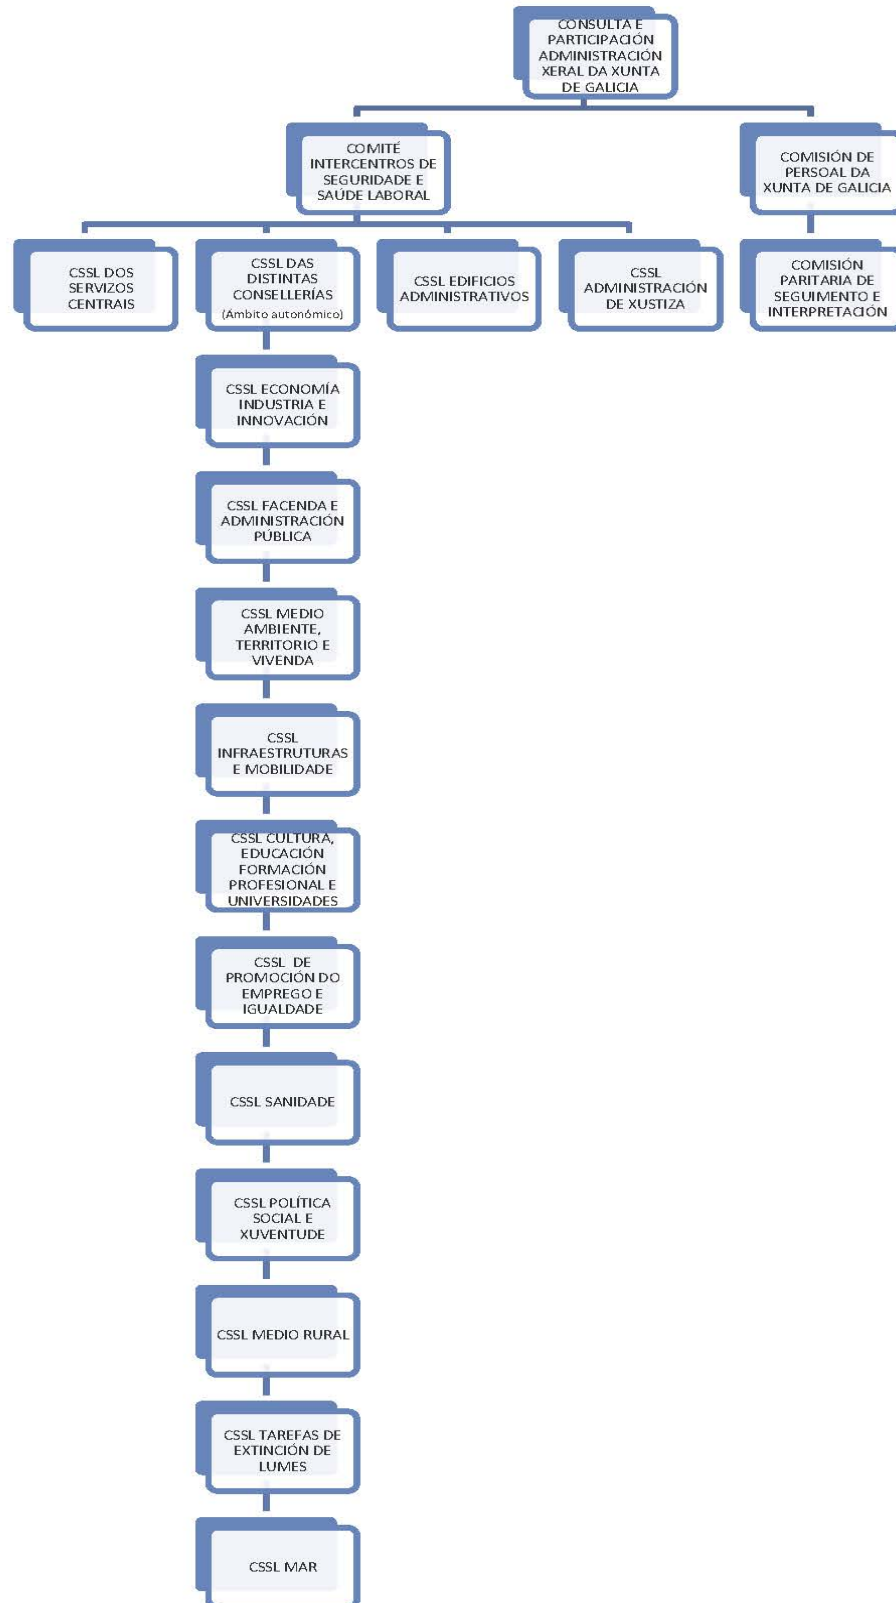 CONSULTA E
PARTICIPACIÓN
ADMINISTRACIÓN
XERAL DA XUNTA
DE GALICIA
COMITÉ
INTERCENTROS DE
SEGURIDADE E
SAÚDE LABORAL
COMISIÓN DE
PERSOAL DA
XUNTA DE GALICIA
CSSL DOS
SERVIZOS
CENTRAIS
CSSL DAS
DISTINTAS
CONSELLERÍAS
(Ámbito autonómico)
CSSL EDIFICIOS
ADMINISTRATIVOS
CSSL
ADMINISTRACIÓN
DE XUSTIZA
COMISIÓN
PARITARIA DE
SEGUIMENTO E
INTERPRETACIÓN
CSSL ECONOMÍA
INDUSTRIA E
INNOVACIÓN
CSSL FACENDA E
ADMINISTRACIÓN
PÚBLICA
CSSL MEDIO
AMBIENTE,
TERRITORIO E
VIVENDA
CSSL
INFRAESTRUTURAS
E MOBILIDADE
CSSL CULTURA,
EDUCACIÓN
FORMACIÓN
PROFESIONAL E
UNIVERSIDADES
CSSL DE
PROMOCIÓN DO
EMPREGO E
IGUALDADE
CSSL SANIDADE
CSSL POLÍTICA
SOCIAL E
XUVENTUDE
CSSL MEDIO RURAL
CSSL TAREFAS DE
EXTINCIÓN DE
LUMES
CSSL MAR